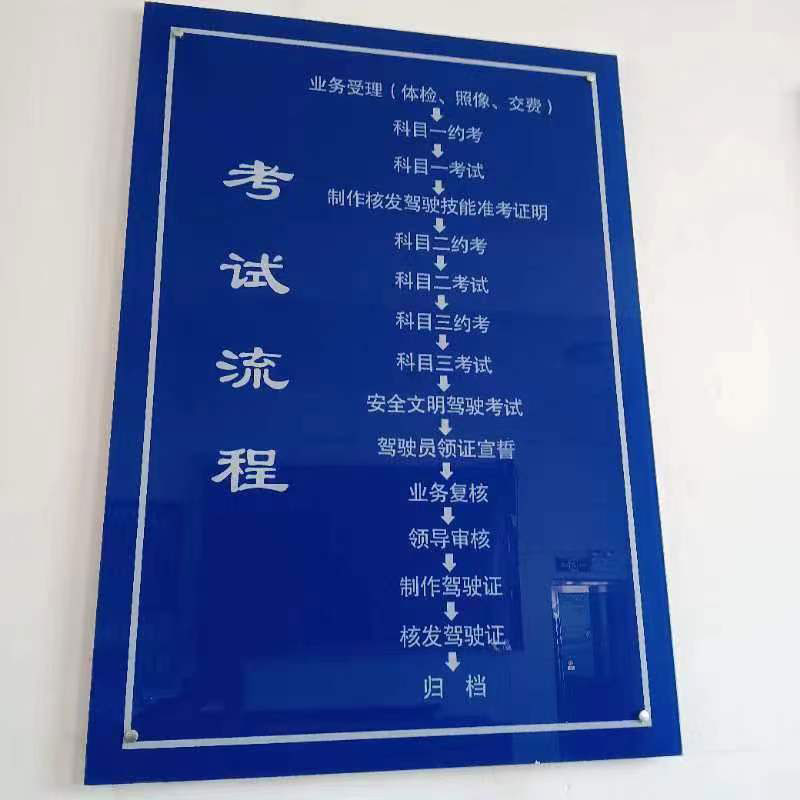 考试流程
业务受理（体检、照像、交费）
科目一约考
科目一考试
制作核发驾驶技能准考证明
科目二约考
科目二考试
科目三约考
科目三考试
安全文明驾驶考试
驾驶员领证宣誓
业务复核
领导审核
制作驾驶证
核发驾驶证
归 档